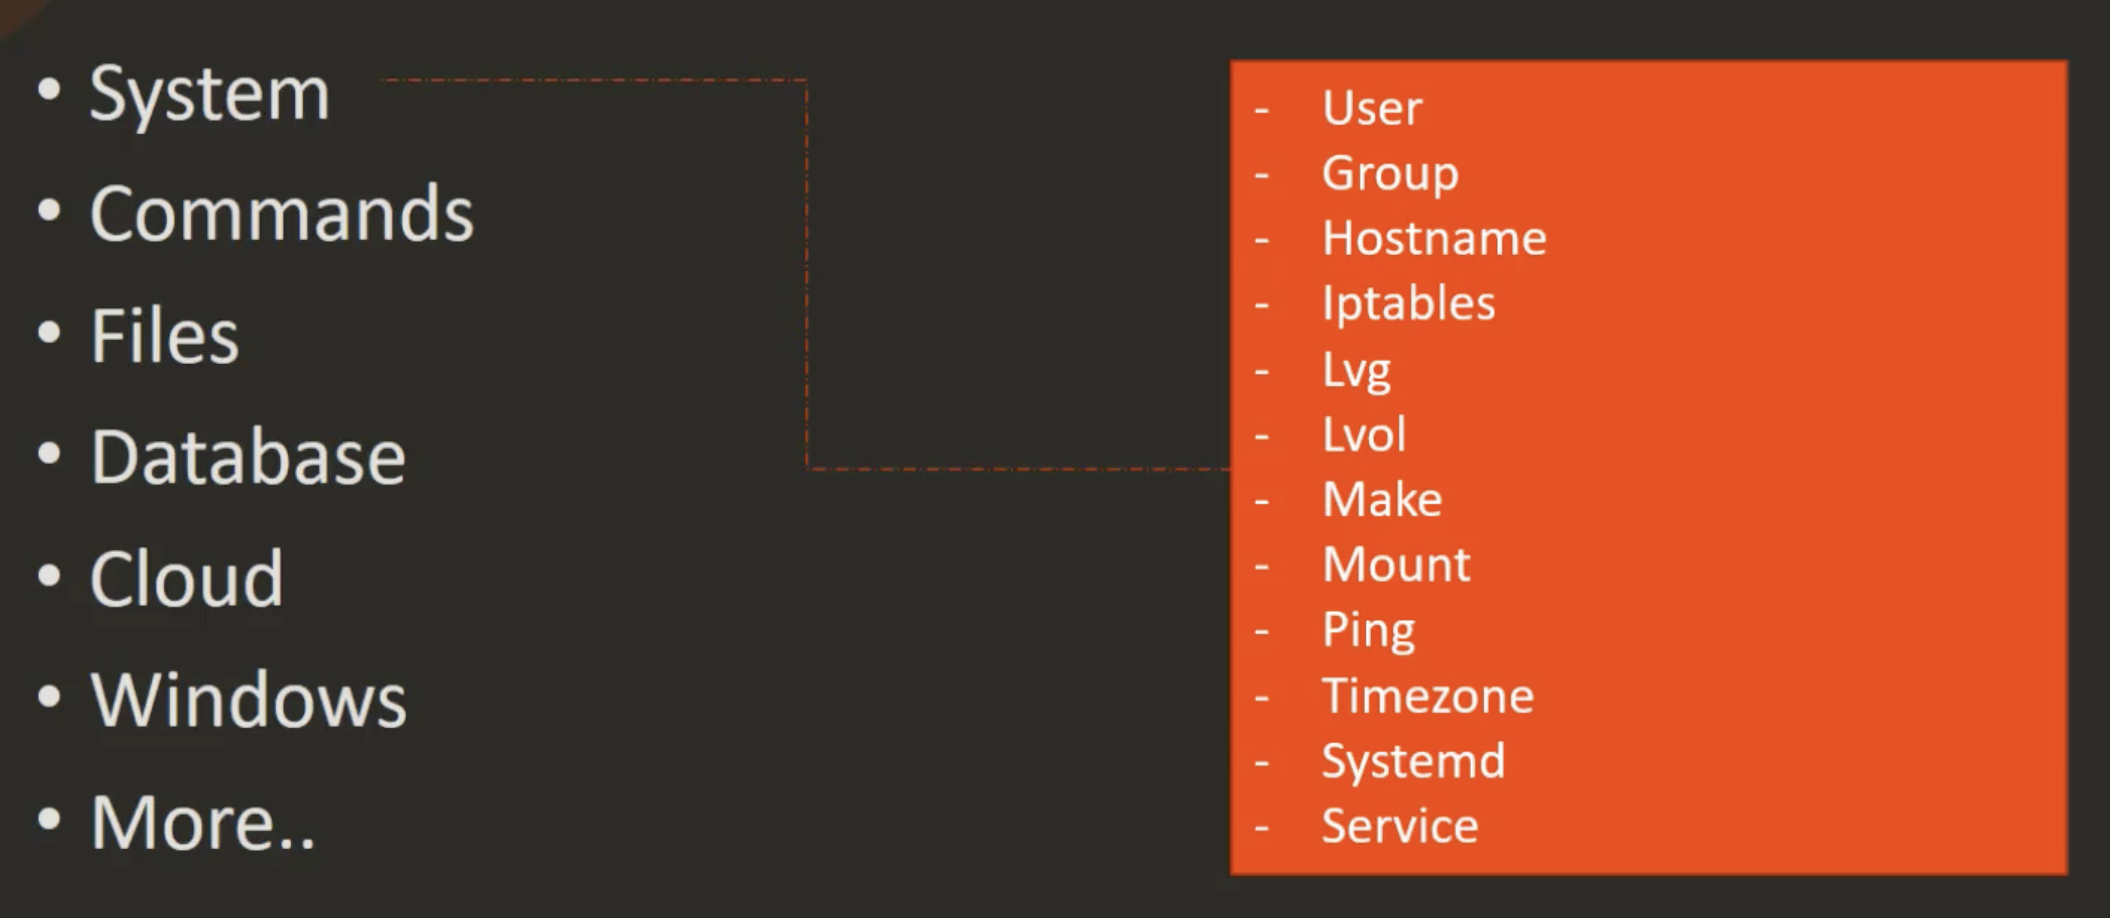 • System
• Commands
• Files
• Database
• Cloud
• Windows
• More..
- User
- Group
- Hostname
- Iptables
- Lvg
- Lvol
- Make
- Mount
- Ping
- Timezone
- Systemd
- Service